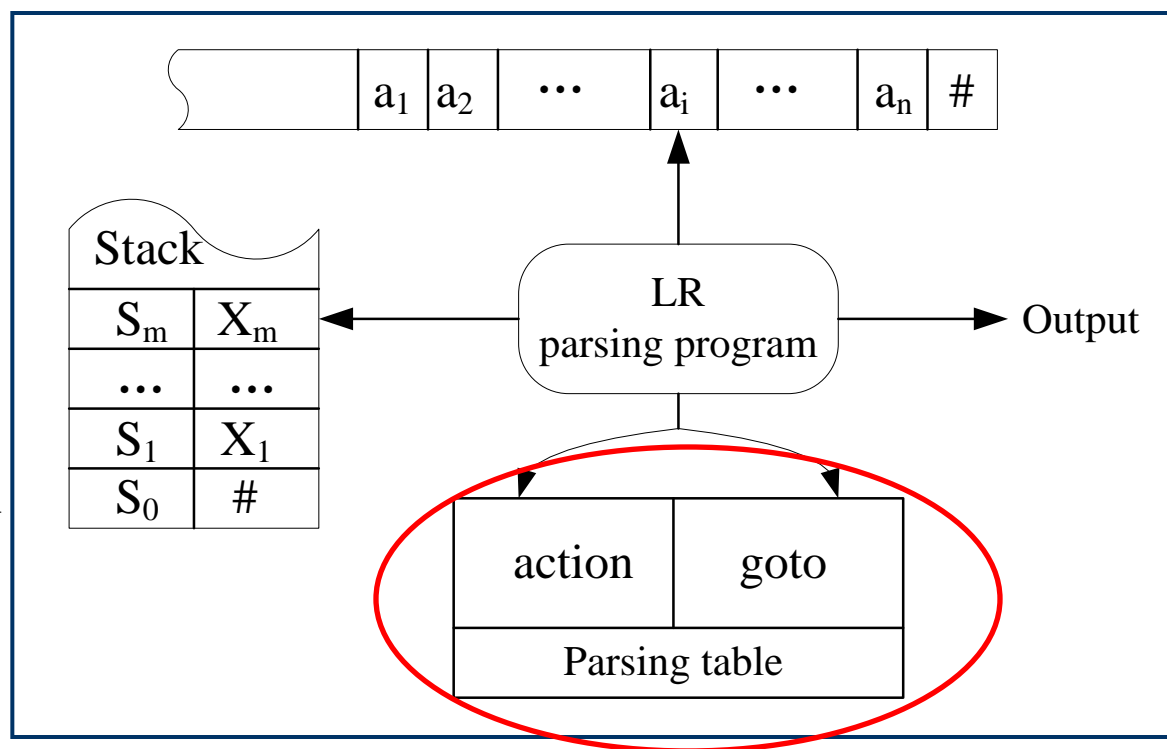 a1 a2 ... ai ... an #
Stack
Sm Xm
... ...
S1 X1
S0 #
LR
parsing program
Output
action goto
Parsing table